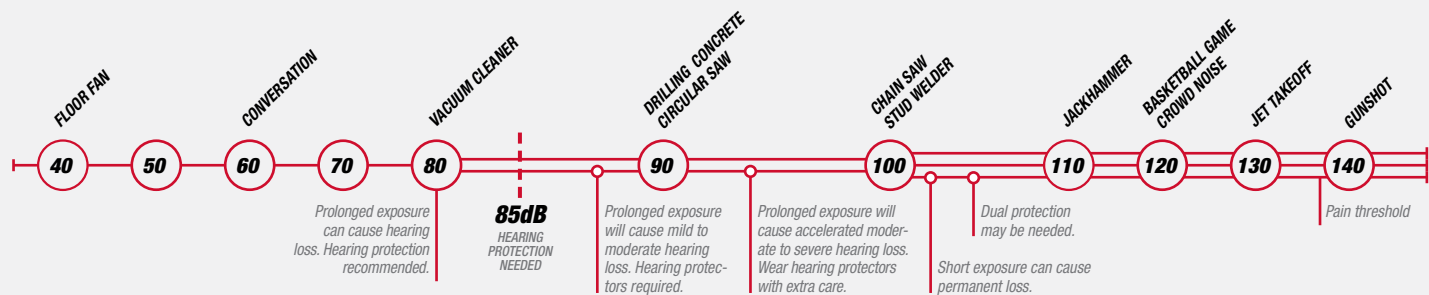 FLOOR FAN
CONVERSATION
VACUUM CLEANER
DRILLING CONCRETE
CIRCULAR SAW
CHAIN SAW
STUD WELDER
JACKHAMMER
BASKETBALL GAME
CROWD NOISE
JET TAKEOFF
GUNSHOT
40
50
60
70
80
90
100
110
120
130
140
Prolonged exposure
can cause hearing
loss. Hearing protection
recommended.
85dB
HEARING
PROTECTION
NEEDED
Prolonged exposure
will cause mild to
moderate hearing
loss. Hearing protec-
tors required.
Prolonged exposure will
cause accelerated moder-
ate to severe hearing loss.
Wear hearing protectors
with extra care.
Dual protection
may be needed.
Short exposure can cause
permanent loss.
Pain threshold